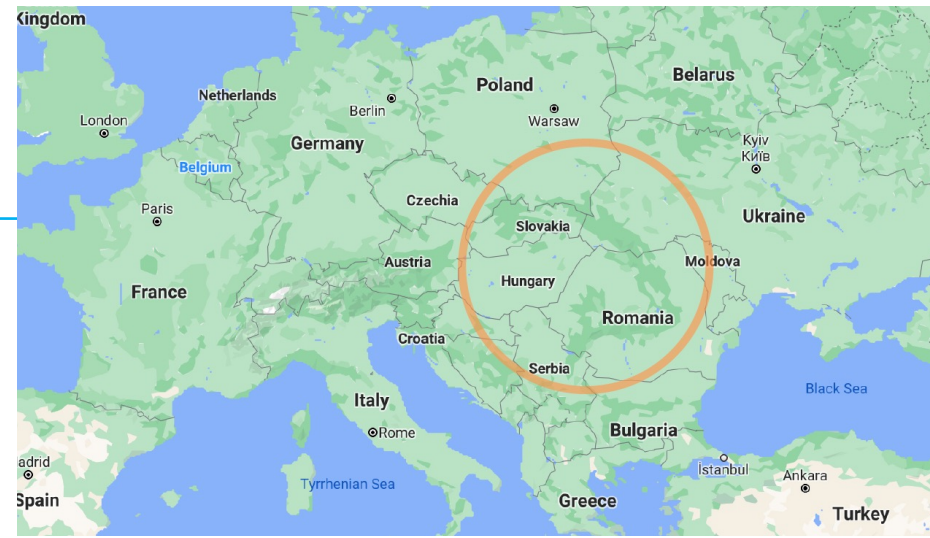 Kingdom
Belarus
Poland
Netherlands
Berlin
Warsaw
London
Kyiv
Київ
Germany
Belgium
Czechia
Paris
Ukraine
Slovakia
Austria
Moldova
Hungary
France
Romania
Croatia
Serbia
Black Sea
Italy
Bulgaria
Rome
İstanbul
adrid
Ankara
Tyrrhenian Sea
Spain
Greece
Turkey